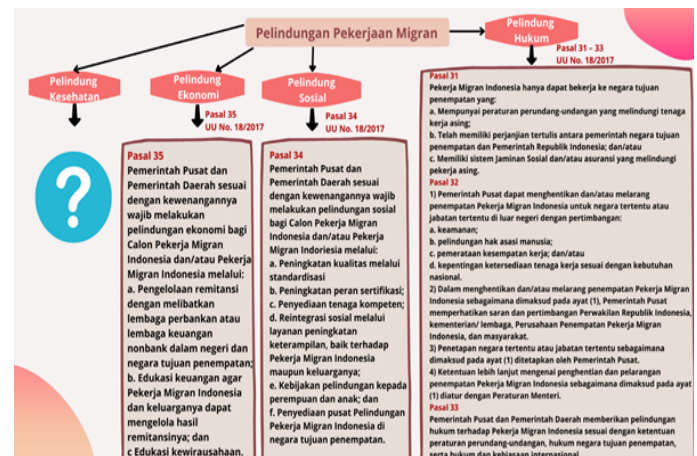 Pelindungan Pekerjaan Migran
Pelindung
Kesehatan
Pelindung
Ekonomi
Pelindung
Sosial
Pelindung
Hukum
Pasal 35
UU No. 18/2017
Pasal 34
UU No. 18/2017
Pasal 31 – 33
UU No. 18/2017
?
Pasal 35
Pemerintah Pusat dan
Pemerintah Daerah sesuai
dengan kewenangannya
wajib melakukan
pelindungan ekonomi bagi
Calon Pekerja Migran
Indonesia dan/atau Pekerja
Migran Indonesia melalui:
a. Pengelolaan remitansi
dengan melibatkan
lembaga perbankan atau
lembaga keuangan
nonbank dalam negeri dan
negara tujuan penempatan;
b. Edukasi keuangan agar
Pekerja Migran Indonesia
dan keluarganya dapat
mengelola hasil
remitansinya; dan
c Edukasi kewirausahaan.
Pasal 34
Pemerintah Pusat dan
Pemerintah Daerah sesuai
dengan kewenangannya wajib
melakukan pelindungan sosial
bagi Calon Pekerja Migran
Indonesia dan/atau Pekerja
Migran Indoriesia melalui:
a. Peningkatan kualitas melalui
standardisasi
b. Peningkatan peran sertifikasi;
c. Penyediaan tenaga kompeten;
d. Reintegrasi sosial melalui
layanan peningkatan
keterampilan, baik terhadap
Pekerja Migran Indonesia
maupun keluarganya;
e. Kebijakan pelindungan kepada
perempuan dan anak; dan
f. Penyediaan pusat Pelindungan
Pekerja Migran Indonesia di
negara tujuan penempatan.
Pasal 31
Pekerja Migran Indonesia hanya dapat bekerja ke negara tujuan
penempatan yang:
a. Mempunyai peraturan perundang-undangan yang melindungi tenaga
kerja asing;
b. Telah memiliki perjanjian tertulis antara pemerintah negara tujuan
penempatan dan Pemerintah Republik Indonesia; dan/atau
c. Memiliki sistem Jaminan Sosial dan/atau asuransi yang melindungi
pekerja asing.
Pasal 32
1) Pemerintah Pusat dapat menghentikan dan/atau melarang
penempatan Pekerja Migran Indonesia untuk negara tertentu atau
jabatan tertentu di luar negeri dengan pertimbangan:
a. keamanan;
b. pelindungan hak asasi manusia;
c. pemerataan kesempatan kerja; dan/atau
d. kepentingan ketersediaan tenaga kerja sesuai dengan kebutuhan
nasional.
2) Dalam menghentikan dan/atau melarang penempatan Pekerja Migran
Indonesia sebagaimana dimaksud pada ayat (1), Pemerintah Pusat
memperhatikan saran dan pertimbangan Perwakilan Republik Indonesia,
kementerian/ lembaga, Perusahaan Penempatan Pekerja Migran
Indonesia, dan masyarakat.
3) Penetapan negara tertentu atau jabatan tertentu sebagaimana
dimaksud pada ayat (1) ditetapkan oleh Pemerintah Pusat.
4) Ketentuan lebih lanjut mengenai penghentian dan pelarangan
penempatan Pekerja Migran Indonesia sebagaimana dimaksud pada ayat
(1) diatur dengan Peraturan Menteri.
Pasal 33
Pemerintah Pusat dan Pemerintah Daerah memberikan pelindungan
hukum terhadap Pekerja Migran Indonesia sesuai dengan ketentuan
peraturan perundang-undangan, hukum negara tujuan penempatan,
serta hukum dan kebiasaan internasional.